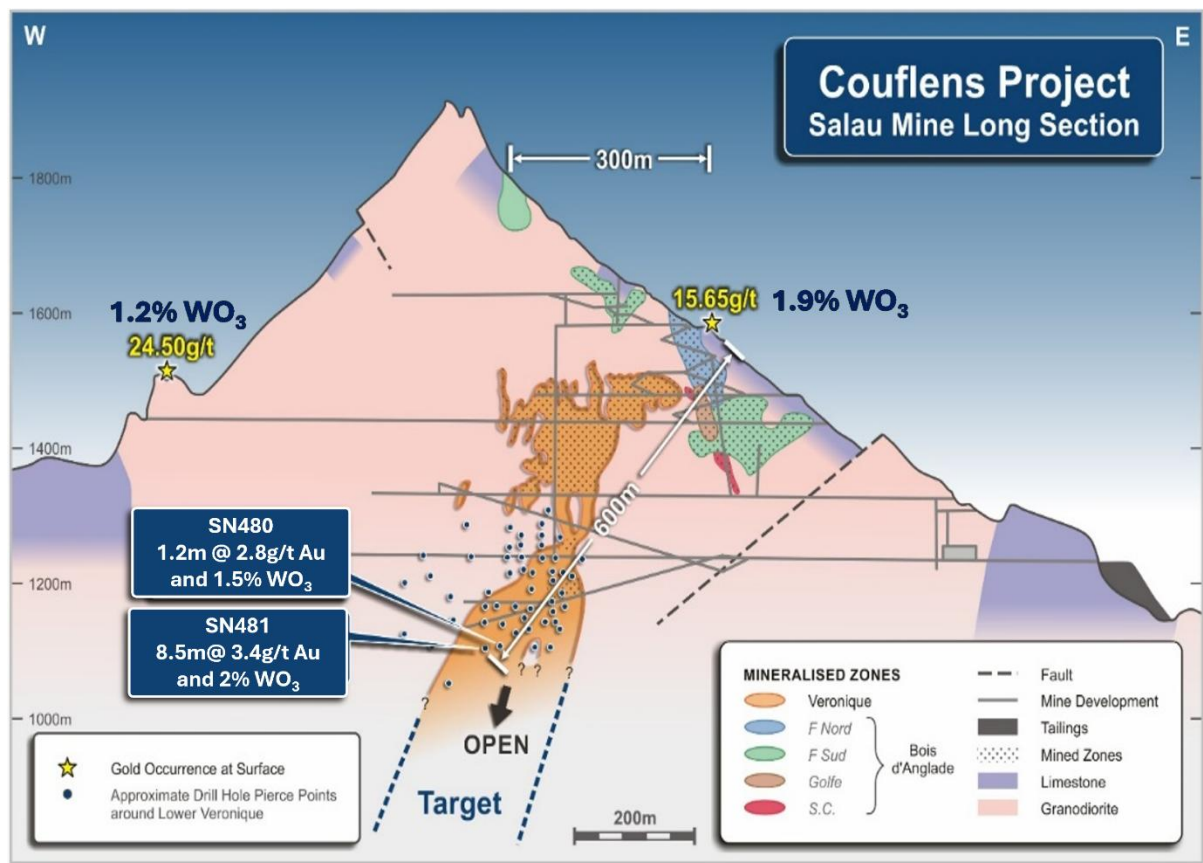 W
E
Couflens Project
Salau Mine Long Section
300m
1800m
1600m
1400m
1200m
1000m
1.2% WO₃
24.50g/t
15.65g/t
1.9% WO₃
600m
SN480
1.2m @ 2.8g/t Au
and 1.5% WO₃
SN481
8.5m@ 3.4g/t Au
and 2% WO₃
?
? ?
?
OPEN
Target
200m
Gold Occurrence at Surface
Approximate Drill Hole Pierce Points
around Lower Veronique
MINERALISED ZONES
Veronique
F Nord
F Sud
Golfe
S.C.
Bois
d'Anglade
Fault
Mine Development
Tailings
Mined Zones
Limestone
Granodiorite